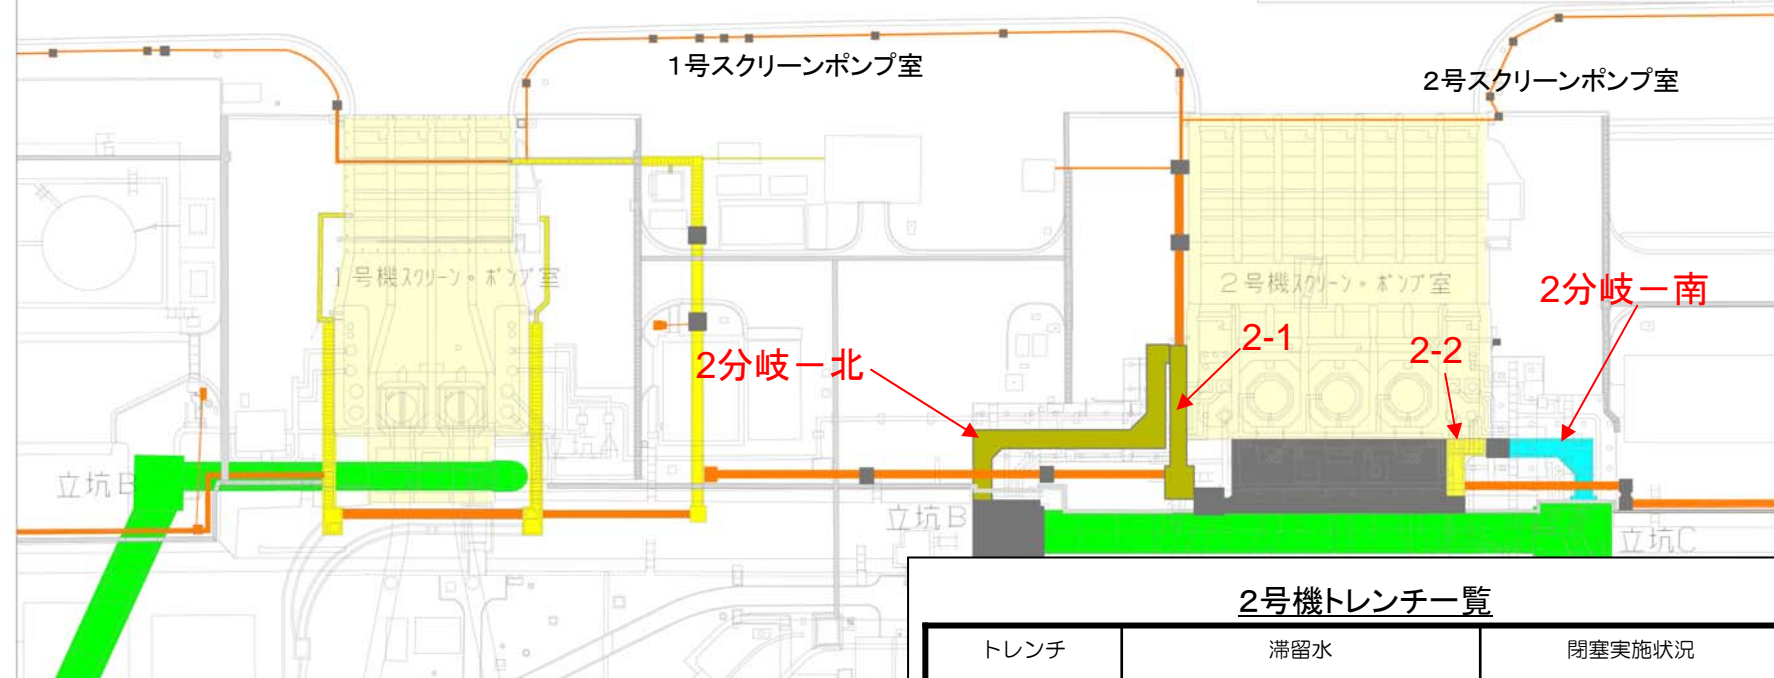 1号スクリーンポンプ室
2号スクリーンポンプ室
1号機スクリーン・ポンプ室
2号機スクリーン・ポンプ室
2分岐－南
2-1
2-2
2分岐－北
立坑B
立坑B
立坑C
2号機トレンチ一覧
トレンチ 滞留水 閉塞実施状況